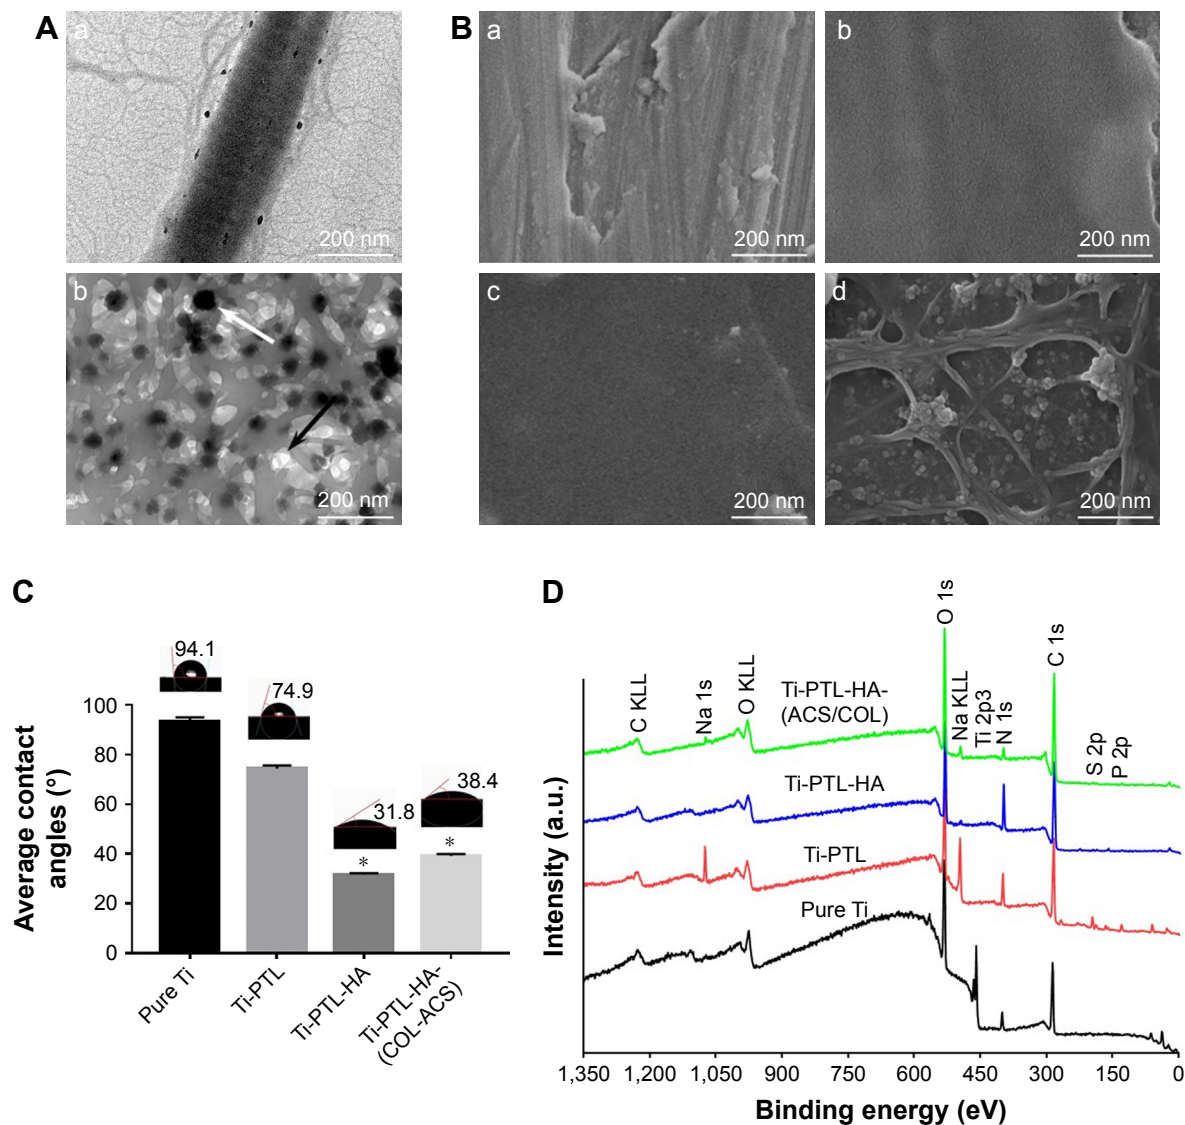 A
a
200 nm
b
200 nm
B
a
200 nm
b
200 nm
c
200 nm
d
200 nm
C
94.1
74.9
31.8
38.4
*
*
100
80
60
40
20
0
Average contact
angles (°)
Pure Ti
Ti-PTL
Ti-PTL-HA
Ti-PTL-HA-
(COL-ACS)
D
C KLL
Na 1s
O KLL
O 1s
Na KLL
Ti 2p3
N 1s
C 1s
S 2p
P 2p
Ti-PTL-HA-
(ACS/COL)
Ti-PTL-HA
Ti-PTL
Pure Ti
Intensity (a.u.)
1,350 1,200 1,050 900 750 600 450 300 150 0
Binding energy (eV)